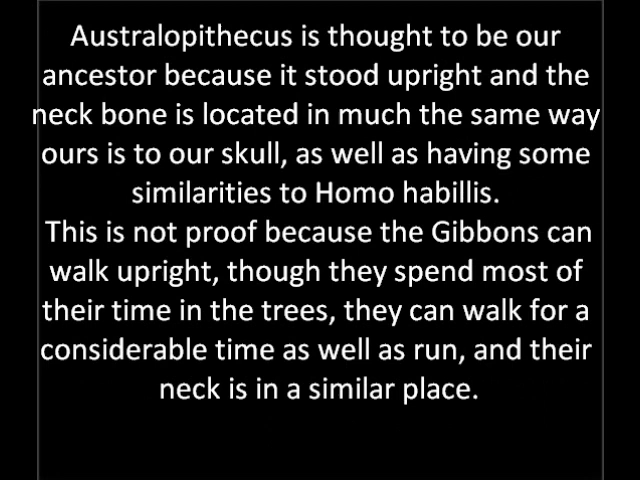 Australopithecus is thought to be our
ancestor because it stood upright and the
neck bone is located in much the same way
ours is to our skull, as well as having some
similarities to Homo habillis.
This is not proof because the Gibbons can
walk upright, though they spend most of
their time in the trees, they can walk for a
considerable time as well as run, and their
neck is in a similar place.